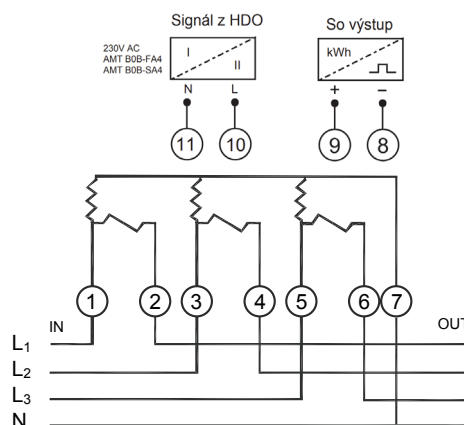 Signál z HDO
So výstup
230V AC
AMT B0B-FA4
AMT B0B-SA4
I
II
kWh
N L
+ –
11 10 9 8
1 2 3 4 5 6 7
IN
OUT
L1
L2
L3
N